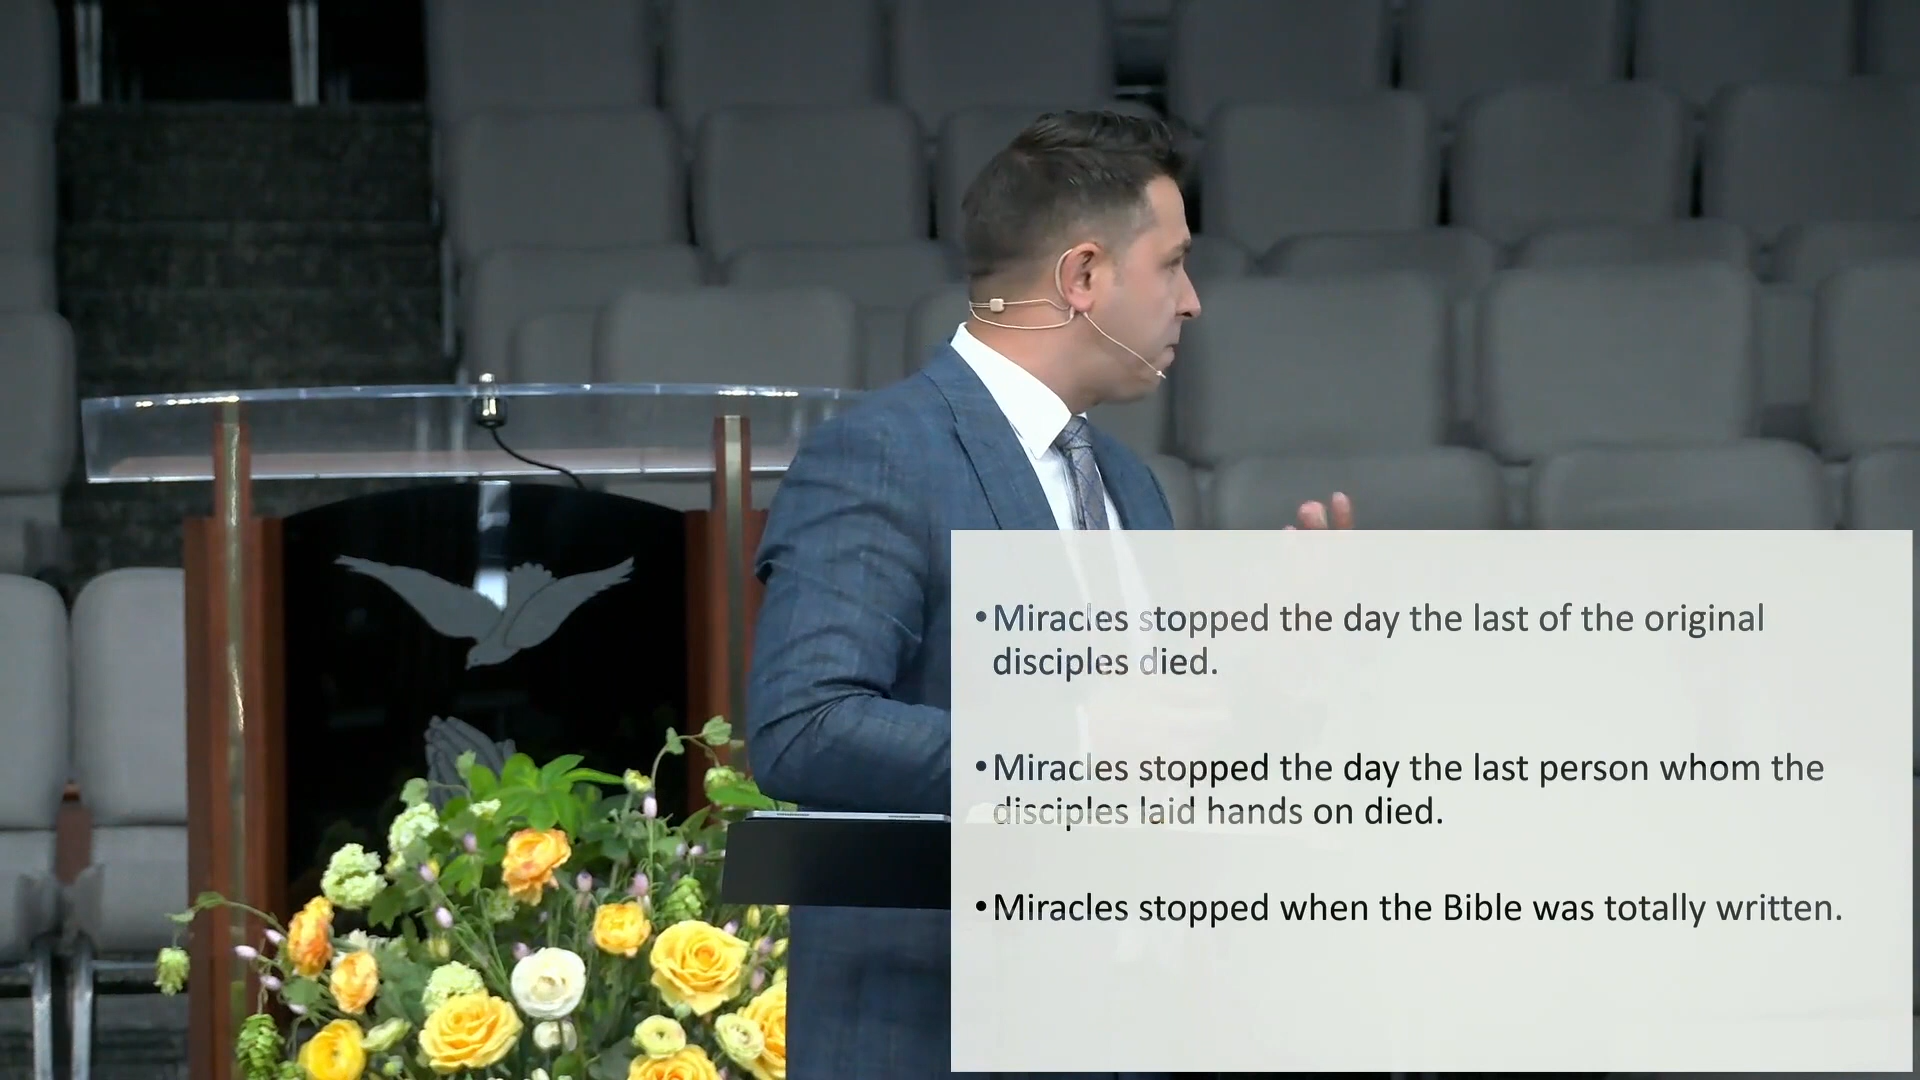 •Miracles stopped the day the last of the original
disciples died.
•Miracles stopped the day the last person whom the
disciples laid hands on died.
•Miracles stopped when the Bible was totally written.